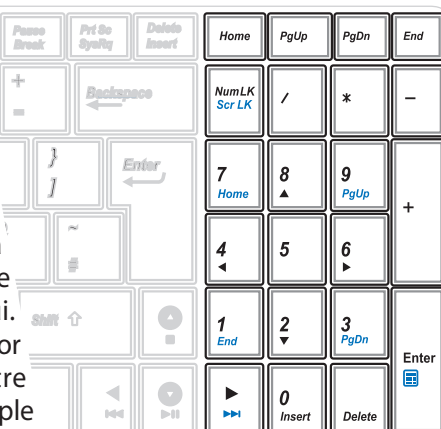 Pause Prt Sc Delete Home PgUp PgDn End
Break SysRq Insert
+ Backspace NumLK / * −
= Scr LK
} Enter 7 8 9 +
] Home ▲ PgUp
~ 4 5 6
# ◀ ▶
e
ui.
Shift ⇧ 1 2 3 Enter
End ▼ PgDn
or
tre
ple
▶ 0 Delete
Insert